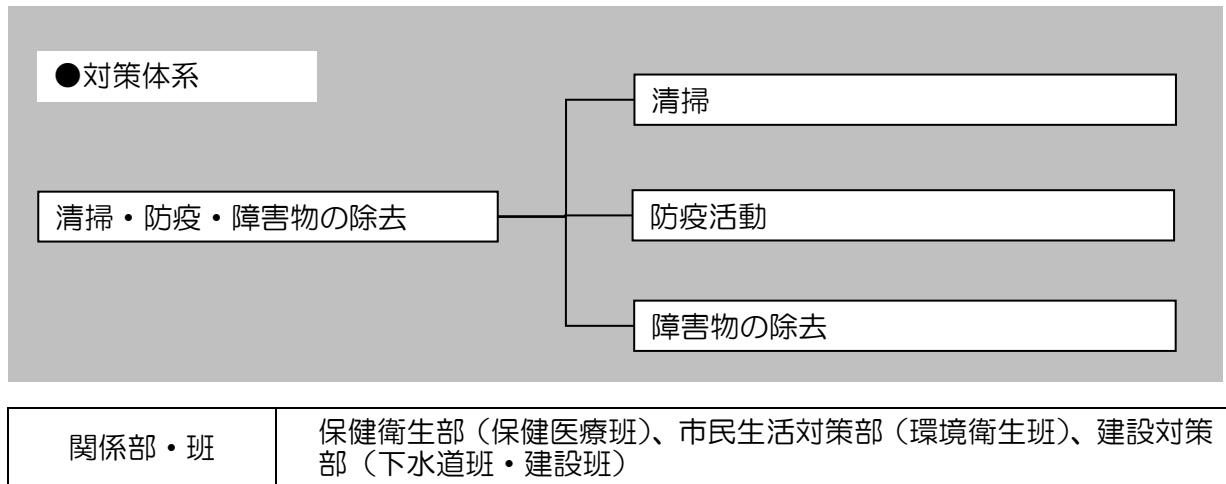 ●対策体系
清掃
清掃・防疫・障害物の除去
防疫活動
障害物の除去
関係部・班
保健衛生部（保健医療班）、市民生活対策部（環境衛生班）、建設対策
部（下水道班・建設班）